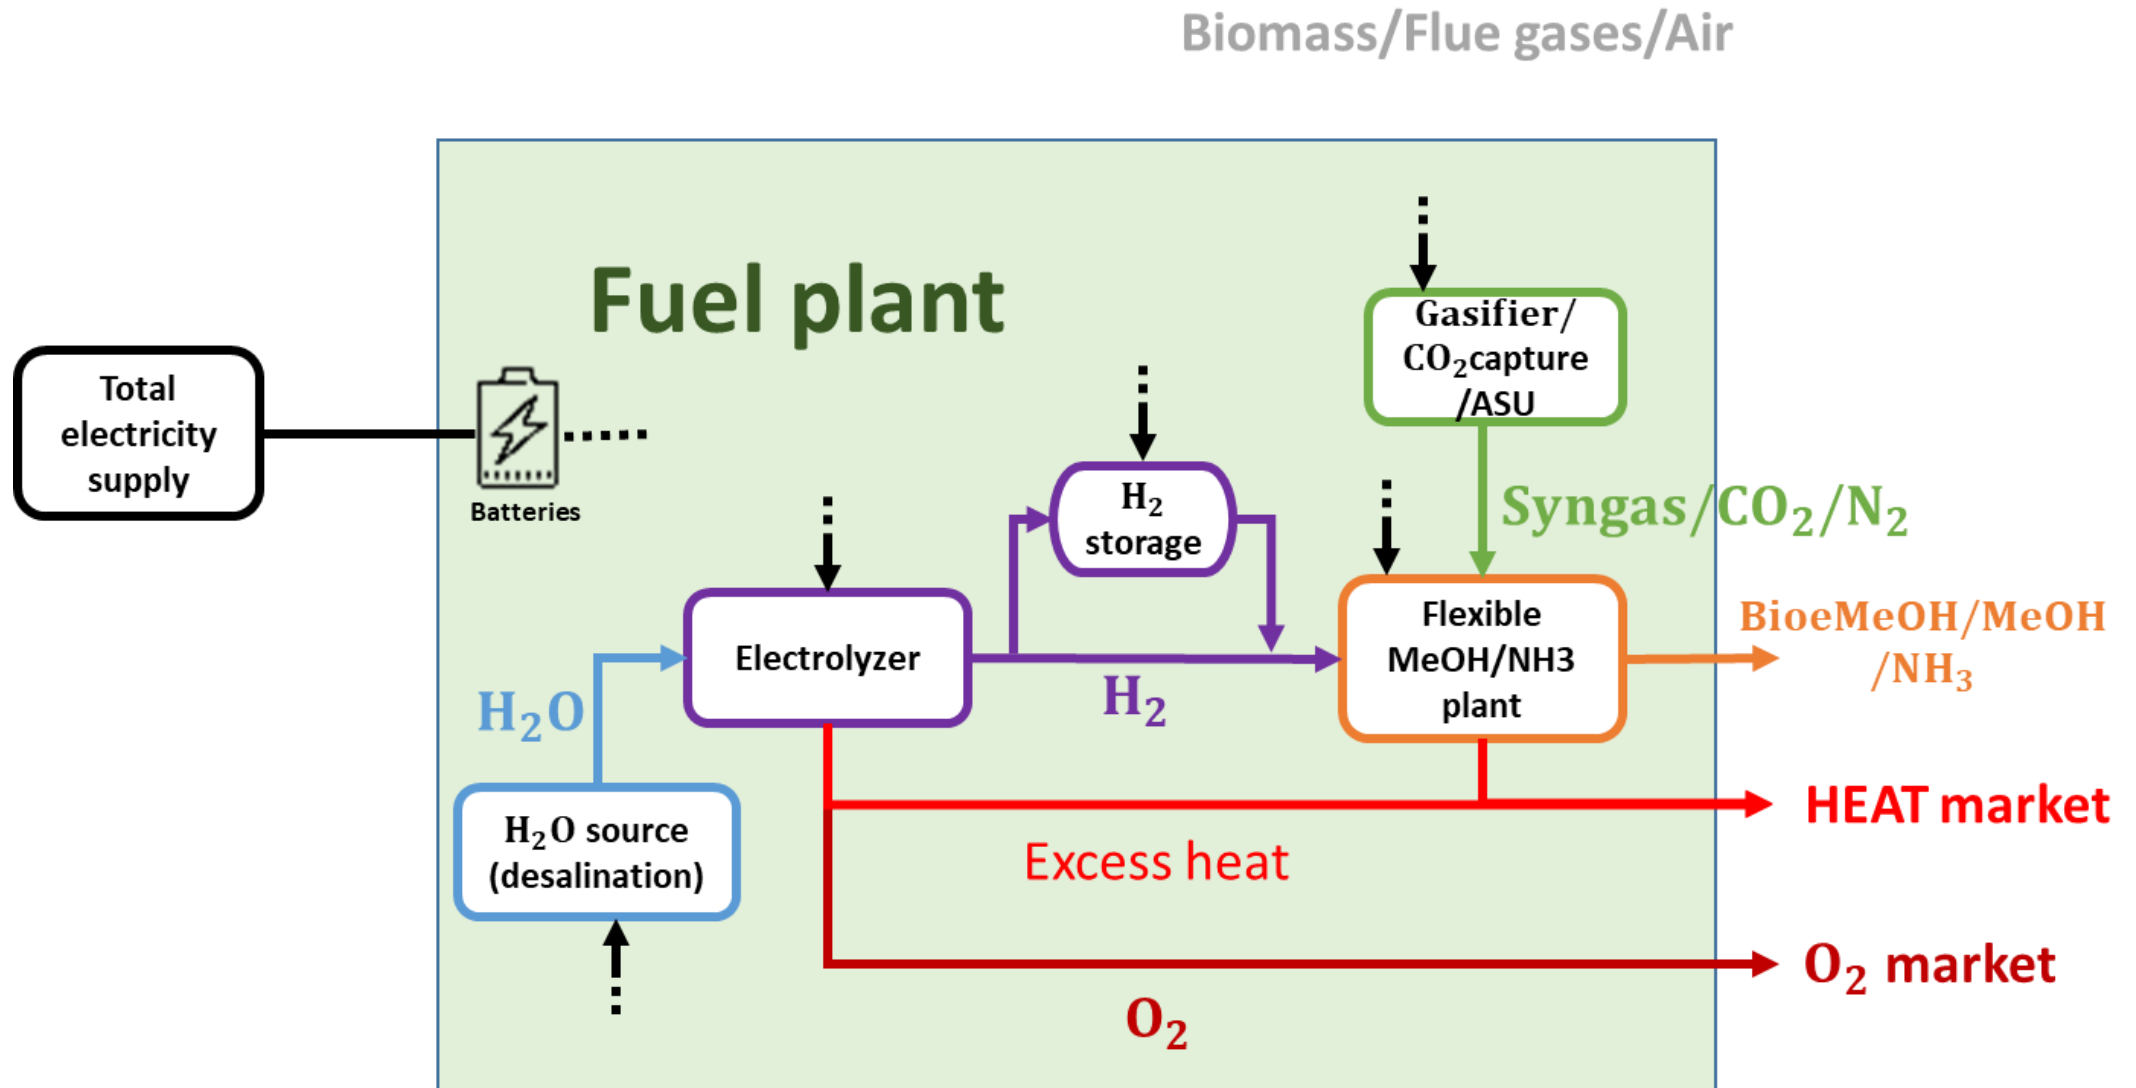 Biomass/Flue gases/Air
Fuel plant
Total
electricity
supply
Batteries
Gasifier/
CO₂capture
/ASU
H₂
storage
Syngas/CO₂/N₂
Electrolyzer
Flexible
MeOH/NH3
plant
BioeMeOH/MeOH
/NH₃
H₂O
H₂
H₂O source
(desalination)
HEAT market
Excess heat
O₂ market
O₂